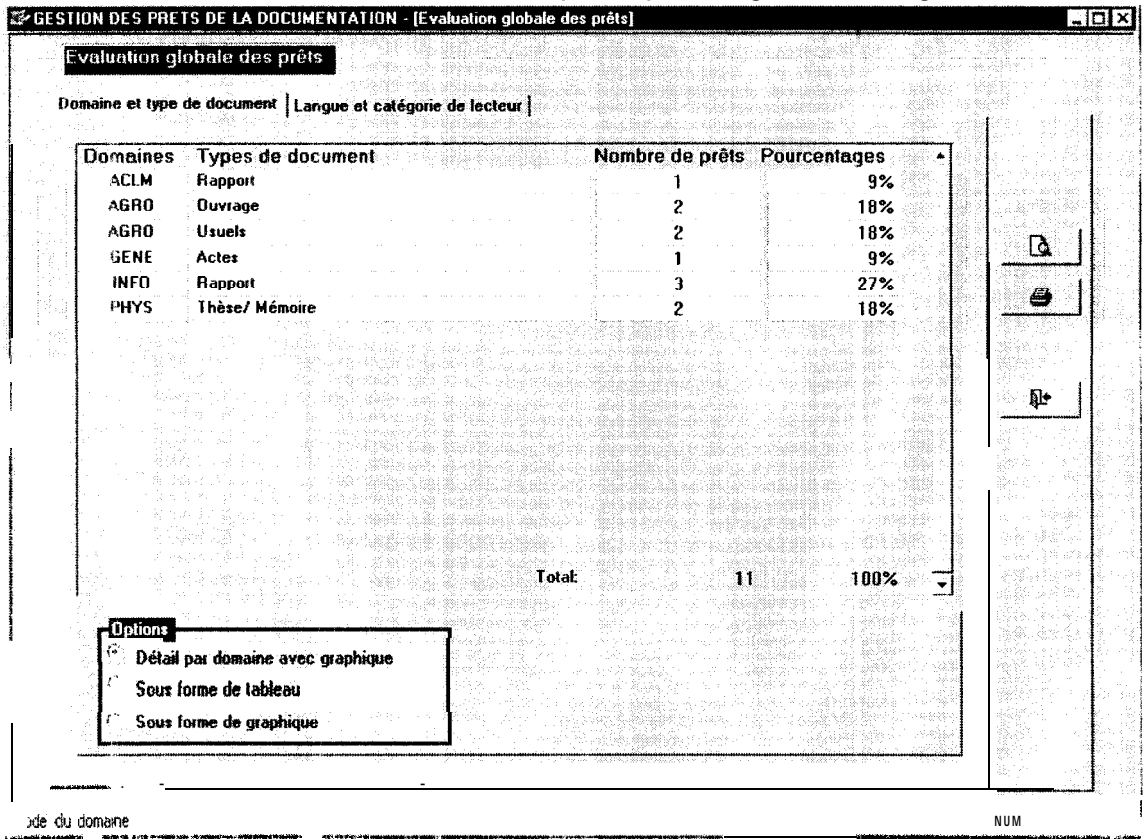 GESTION DES PRETS DE LA DOCUMENTATION - [Evaluation globale des prêts]
Evaluation globale des prêts
Domaine et type de document Langue et catégorie de lecteur
Domaines Types de document Nombre de prêts Pourcentages
ACLM Rapport 1 9%
AGRO Ouvrage 2 18%
AGRO Usuels 2 18%
GENE Actes 1 9%
INFO Rapport 3 27%
PHYS Thèse/ Mémoire 2 18%
Total: 11 100%
Options
Détail par domaine avec graphique
Sous forme de tableau
Sous forme de graphique
du domaine NUM